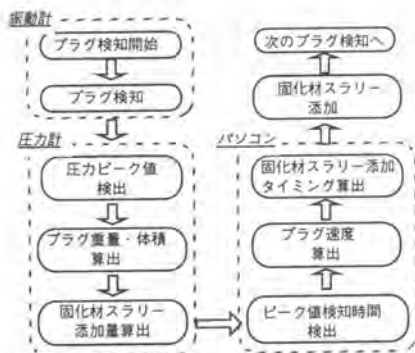 振動計
プラグ検知開始
プラグ検知
圧力計
圧力ピーク値
検出
プラグ重量・体積
算出
固化材スラリー
添加量算出
パソコン
ピーク値検知時間
検出
プラグ速度
算出
固化材スラリー添加
タイミング算出
固化材スラリー
添加
次のプラグ検知へ